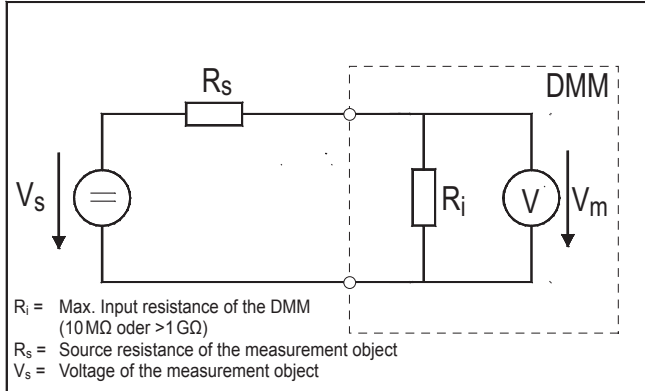 DMM
Rs
Vs
Ri
V
Vm
Ri = Max. Input resistance of the DMM
(10 MΩ oder >1 GΩ)
Rs = Source resistance of the measurement object
Vs = Voltage of the measurement object